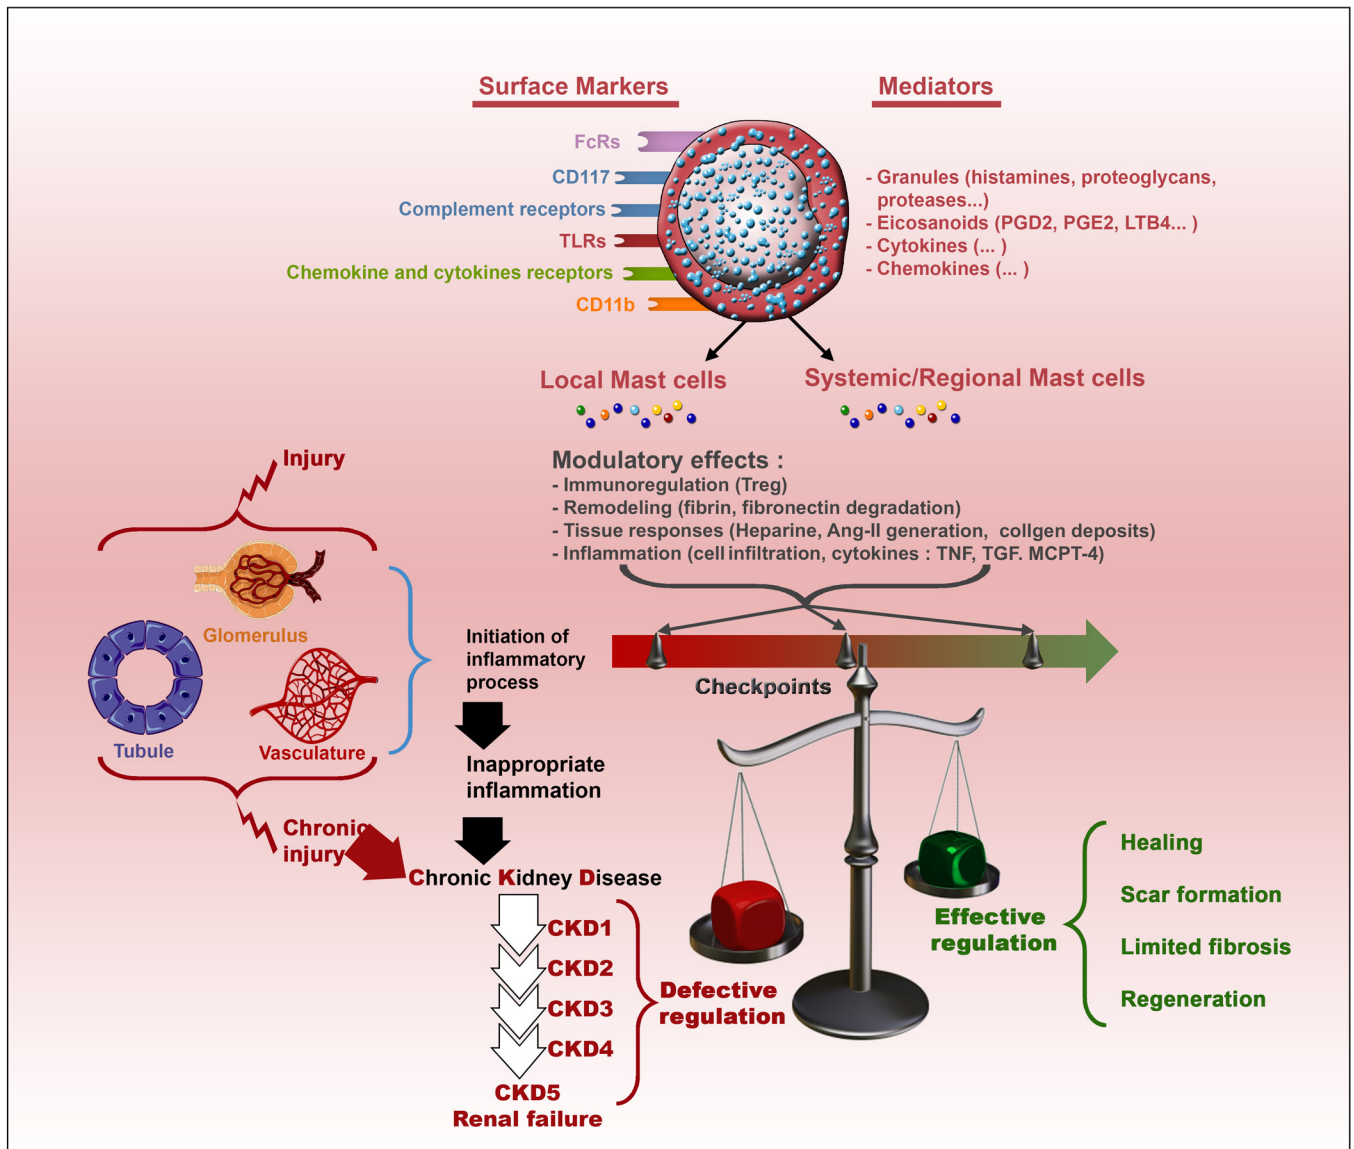 Surface Markers
Mediators
FcRs
CD117
Complement receptors
TLRs
Chemokine and cytokines receptors
CD11b
- Granules (histamines, proteoglycans,
proteases...)
- Eicosanoids (PGD2, PGE2, LTB4... )
- Cytokines (... )
- Chemokines (... )
Local Mast cells
Systemic/Regional Mast cells
Modulatory effects :
- Immunoregulation (Treg)
- Remodeling (fibrin, fibronectin degradation)
- Tissue responses (Heparine, Ang-II generation, collgen deposits)
- Inflammation (cell infiltration, cytokines : TNF, TGF. MCPT-4)
Injury
Glomerulus
Tubule
Vasculature
Chronic
injury
Initiation of
inflammatory
process
Checkpoints
Inappropriate
inflammation
Chronic Kidney Disease
CKD1
CKD2
CKD3
CKD4
CKD5
Renal failure
Defective
regulation
Effective
regulation
Healing
Scar formation
Limited fibrosis
Regeneration